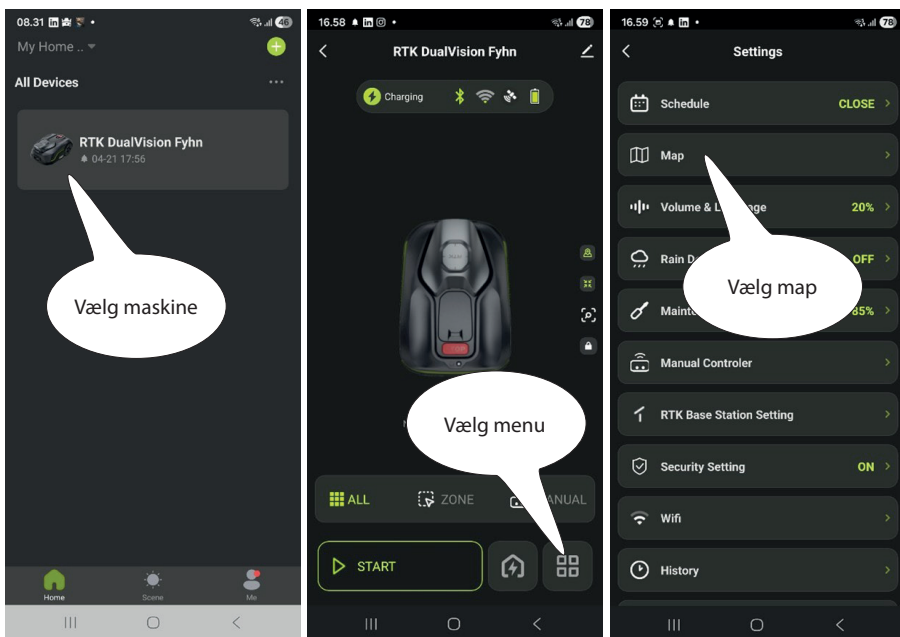 08.31
46
My Home ..
All Devices
RTK DualVision Fyhn
04-21 17:56
Vælg maskine
Home
Scene
Me
16.58
78
RTK DualVision Fyhn
Charging
STOP
Vælg menu
ALL
ZONE
ANUAL
START
16.59
78
Settings
Schedule
CLOSE
Map
Volume & L
age
20%
Rain D
OFF
Vælg map
Mainte
85%
Manual Controler
RTK Base Station Setting
Security Setting
ON
Wifi
History